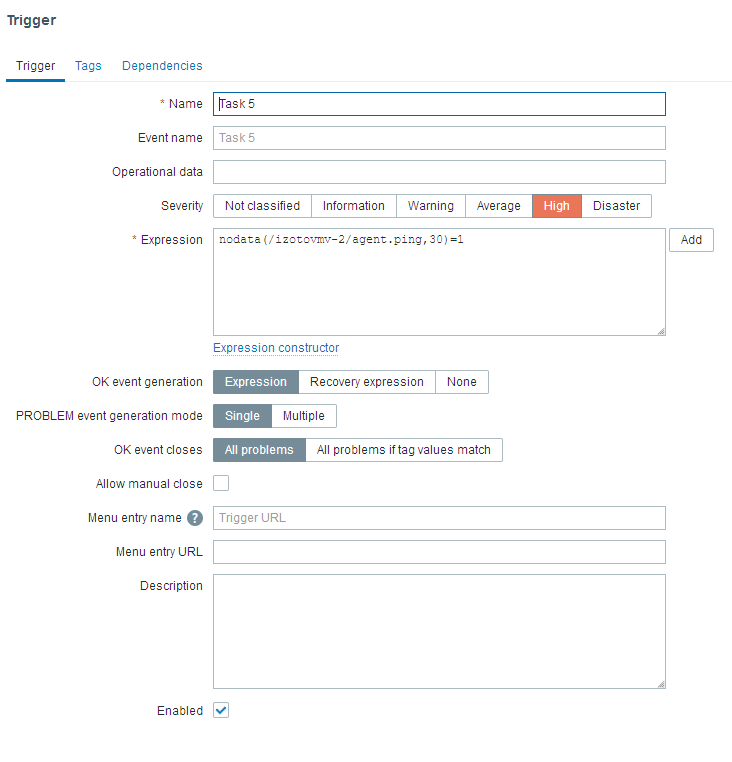 Trigger
Trigger Tags Dependencies
* Name Task 5
Event name Task 5
Operational data
Severity Not classified Information Warning Average High Disaster
* Expression nodata(/izotovmv-2/agent.ping,30)=1 Add
Expression constructor
OK event generation Expression Recovery expression None
PROBLEM event generation mode Single Multiple
OK event closes All problems All problems if tag values match
Allow manual close
Menu entry name ? Trigger URL
Menu entry URL
Description
Enabled